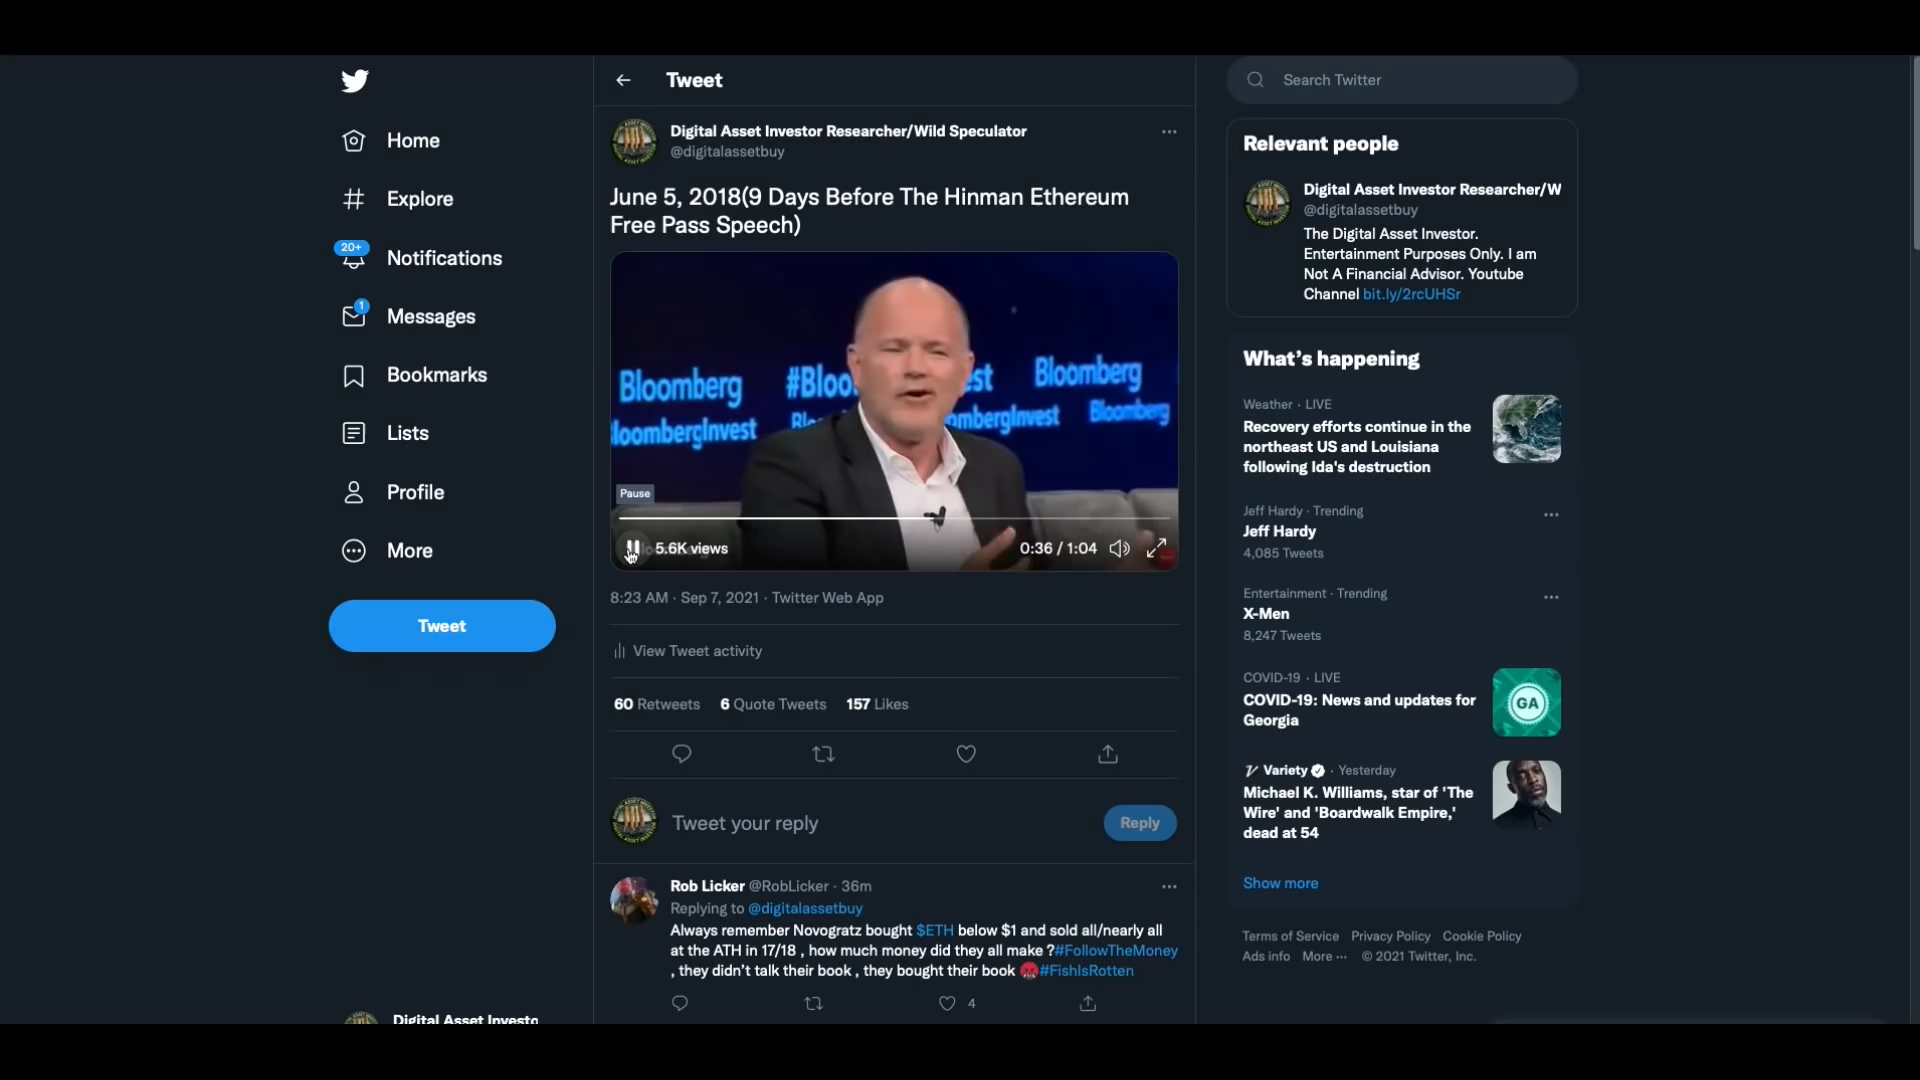 Home
Explore
20+
Notifications
1
Messages
Bookmarks
Lists
Profile
More
Tweet
Digital Asset Investo
Tweet
Digital Asset Investor Researcher/Wild Speculator
@digitalassetbuy
June 5, 2018(9 Days Before The Hinman Ethereum
Free Pass Speech)
Bloomberg #Bloo est Bloomberg
loombergInvest Blo ombergInvest Bloomberg
Pause
5.6K views
0:36 / 1:04
8:23 AM · Sep 7, 2021 · Twitter Web App
View Tweet activity
60 Retweets 6 Quote Tweets 157 Likes
Tweet your reply
Reply
Rob Licker @RobLicker · 36m
Replying to @digitalassetbuy
Always remember Novogratz bought $ETH below $1 and sold all/nearly all
at the ATH in 17/18 , how much money did they all make ?#FollowTheMoney
, they didn't talk their book , they bought their book 😡#FishIsRotten
4
Search Twitter
Relevant people
Digital Asset Investor Researcher/W
@digitalassetbuy
The Digital Asset Investor.
Entertainment Purposes Only. I am
Not A Financial Advisor. Youtube
Channel bit.ly/2rcUHSr
What's happening
Weather · LIVE
Recovery efforts continue in the
northeast US and Louisiana
following Ida's destruction
Jeff Hardy · Trending
Jeff Hardy
4,085 Tweets
Entertainment · Trending
X-Men
8,247 Tweets
COVID-19 · LIVE
COVID-19: News and updates for
Georgia
GA
Variety · Yesterday
Michael K. Williams, star of 'The
Wire' and 'Boardwalk Empire,'
dead at 54
Show more
Terms of Service Privacy Policy Cookie Policy
Ads info More ··· © 2021 Twitter, Inc.